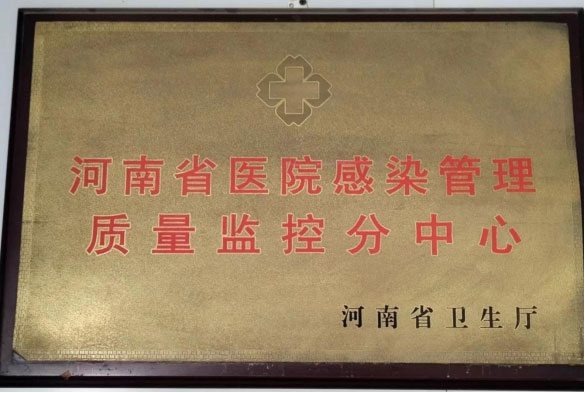 河南省医院感染管理
质量监控分中心
河南省卫生厅